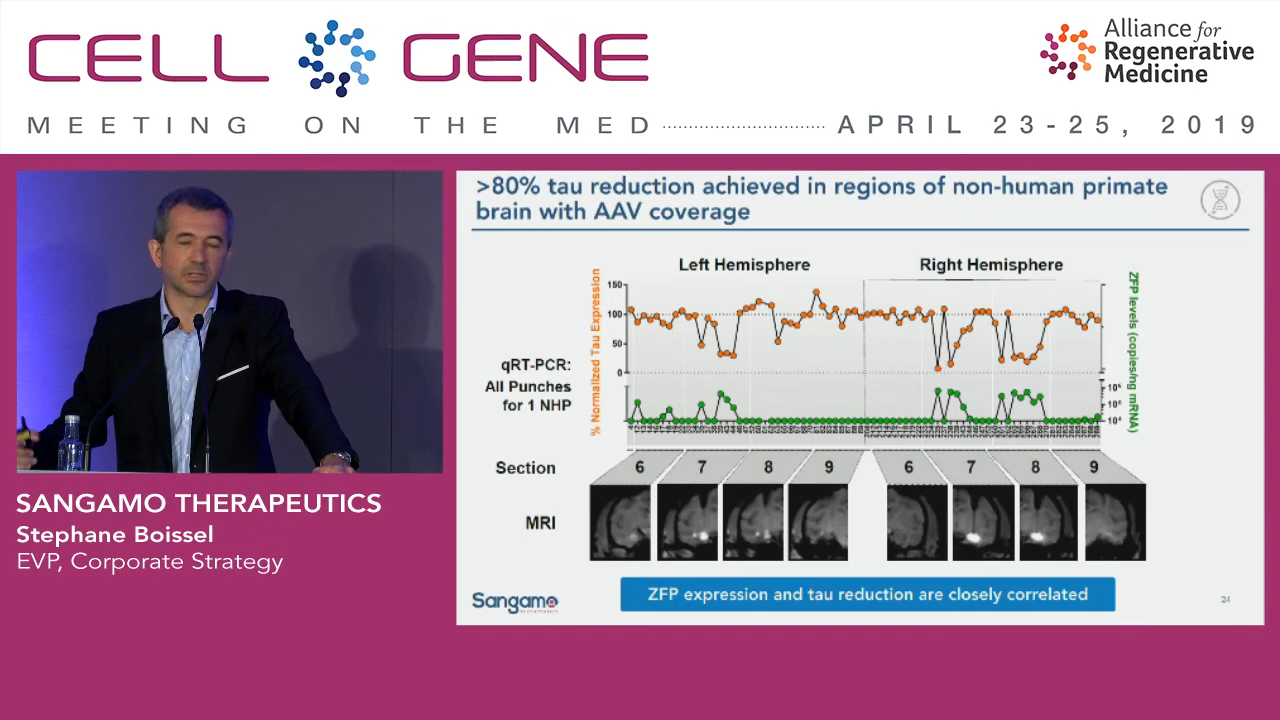 CELL GENE
MEETING ON THE MED
APRIL 23-25, 2019
Alliance for
Regenerative
Medicine
SANGAMO THERAPEUTICS
Stephane Boissel
EVP, Corporate Strategy
>80% tau reduction achieved in regions of non-human primate
brain with AAV coverage
Left Hemisphere
Right Hemisphere
% Normalized Tau Expression
150
100
50
0
ZFP levels (copies/ng mRNA)
qRT-PCR:
All Punches
for 1 NHP
Section
6 7 8 9 6 7 8 9
MRI
ZFP expression and tau reduction are closely correlated
Sangamo
24